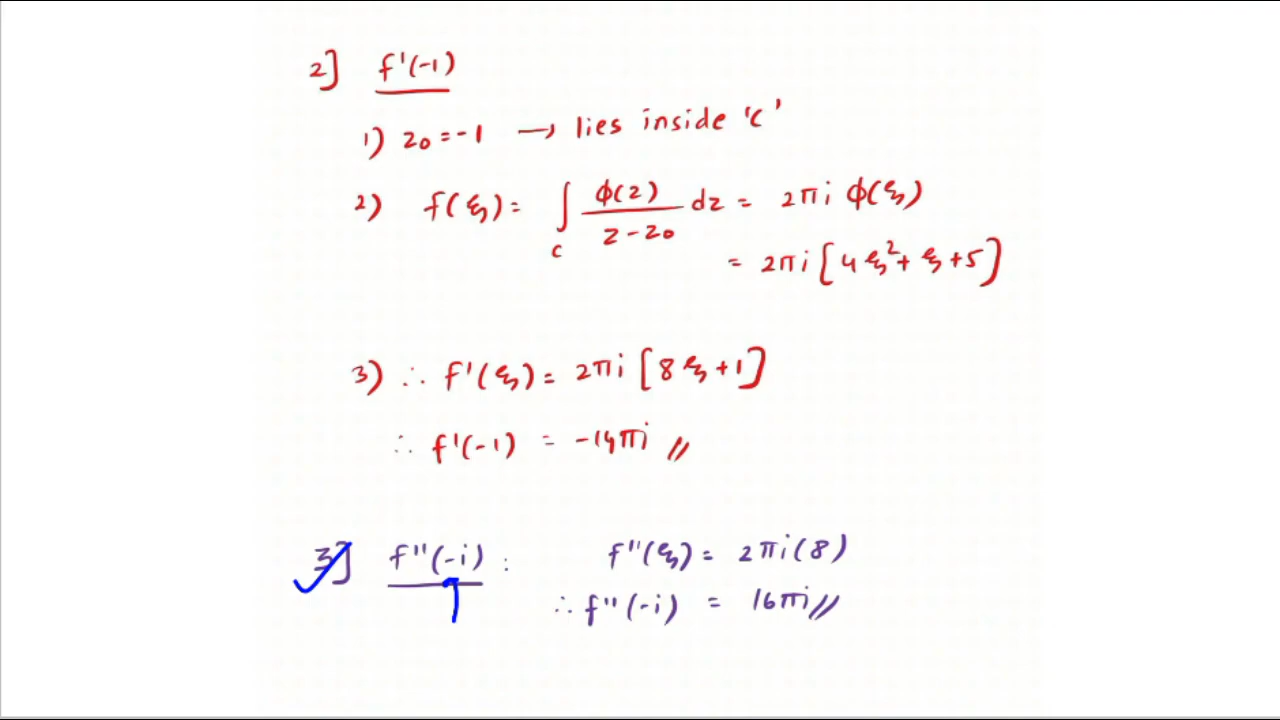 2] f'(-1)
1) z₀ = -1 → lies inside 'c'
2) f(ξ) = ∫_C ϕ(z)/(z-z₀) dz = 2πi ϕ(ξ)
= 2πi [4ξ² + ξ + 5]
3) ∴ f'(ξ) = 2πi [8ξ + 1]
∴ f'(-1) = -14πi //
3] f''(-i) : f''(ξ) = 2πi(8)
∴ f''(-i) = 16πi //